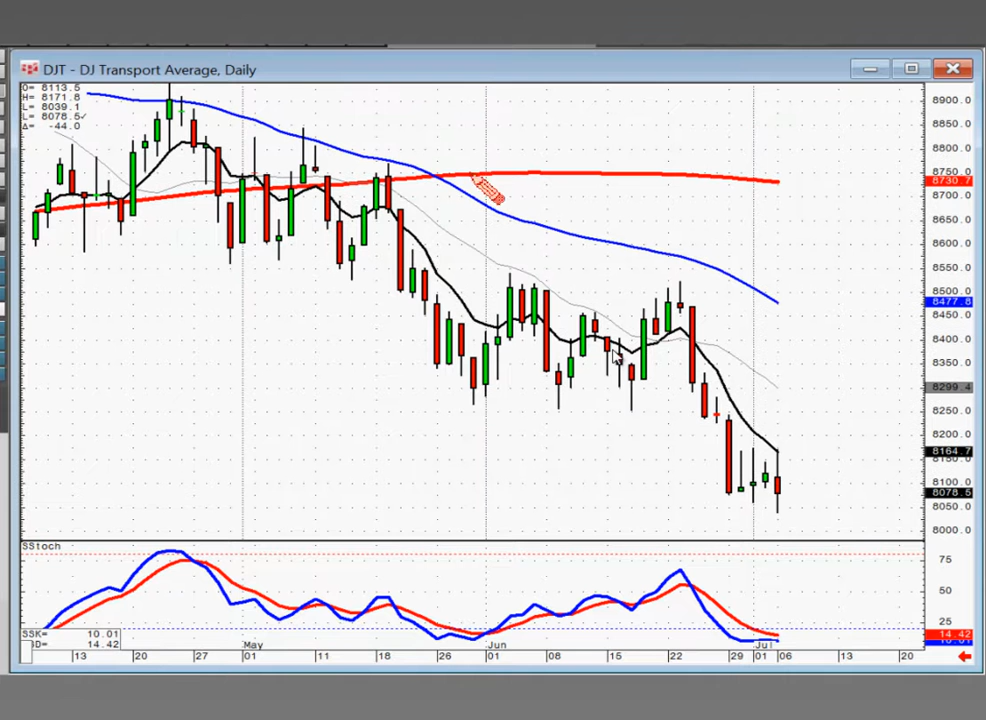 DJT - DJ Transport Average, Daily
O= 8113.5
H= 8171.8
L= 8039.1
L= 8078.5✓
Δ= -44.0
8900.0
8850.0
8800.0
8750.0
8730.7
8700.0
8650.0
8600.0
8550.0
8500.0
8477.8
8450.0
8400.0
8350.0
8299.4
8250.0
8200.0
8164.7
8150.0
8100.0
8078.5
8050.0
8000.0
SStoch
75
50
25
14.42
SSK= 10.01
SD= 14.42
May Jun Jul
13 20 27 01 11 18 26 01 08 15 22 29 01 06 13 20